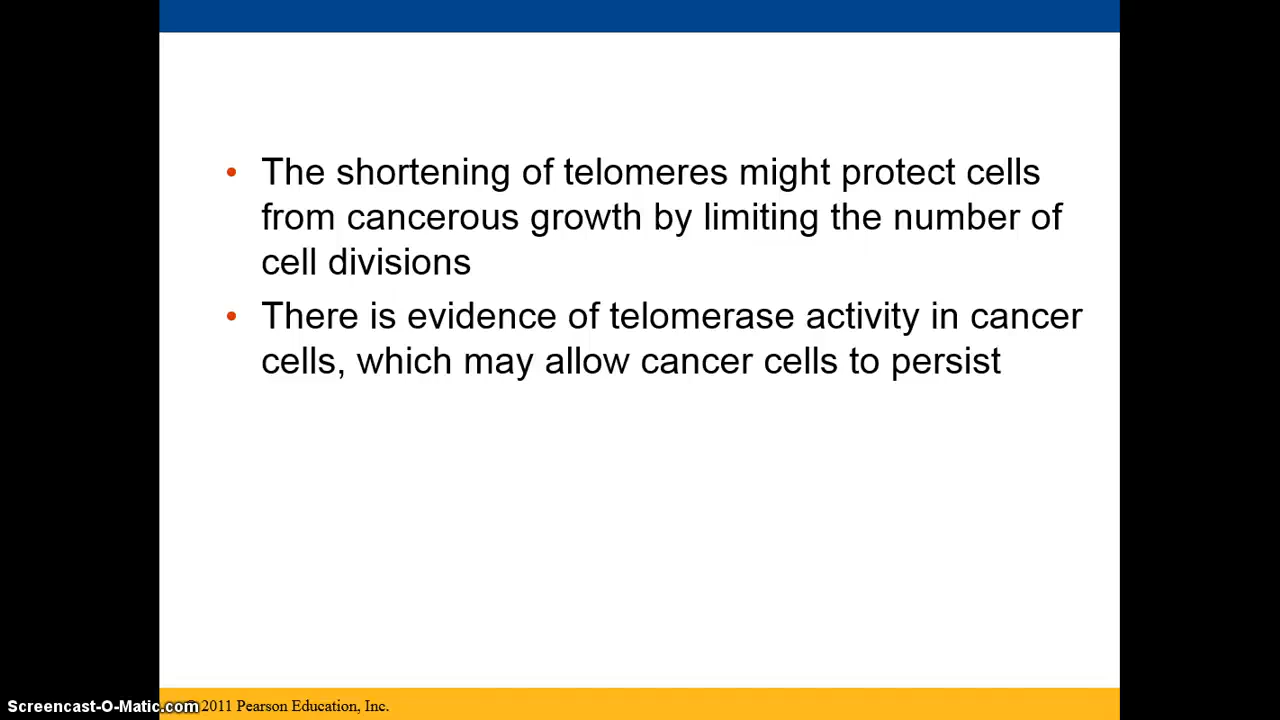 • The shortening of telomeres might protect cells
from cancerous growth by limiting the number of
cell divisions
• There is evidence of telomerase activity in cancer
cells, which may allow cancer cells to persist
Screencast-O-Matic.com
2011 Pearson Education, Inc.